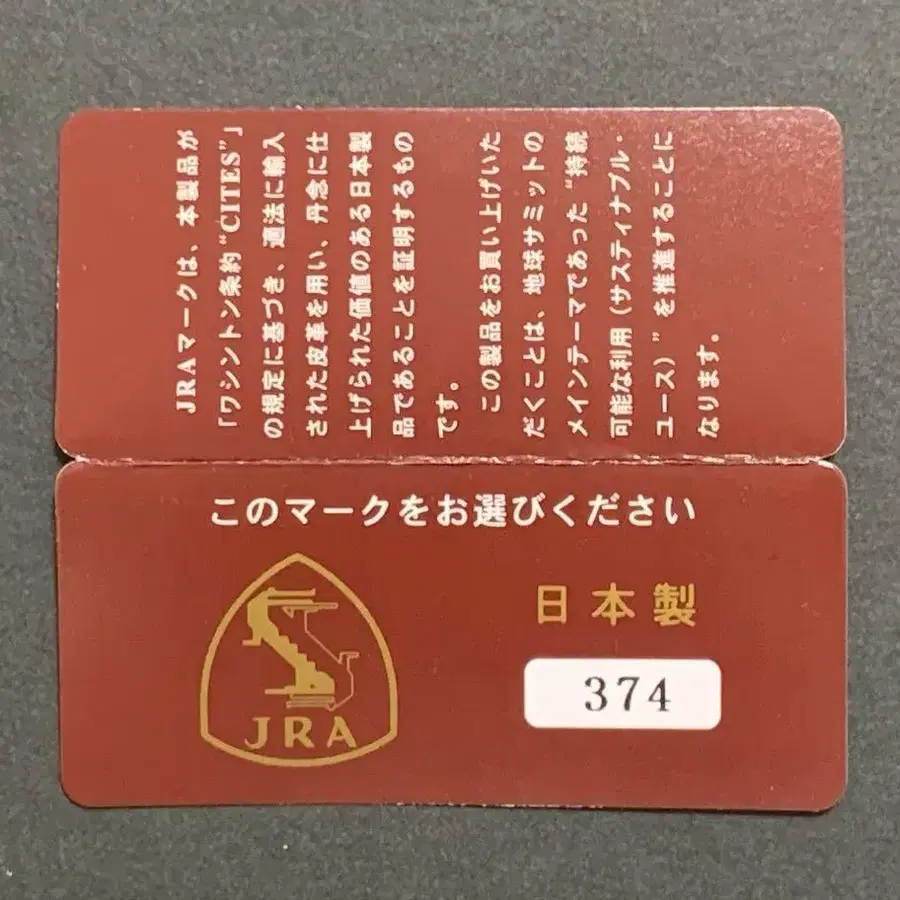 JRAマークは、本製品が
「ワシントン条約“CITES”」
の規定に基づき、適法に輸入
された皮革を用い、丹念に仕
上げられた価値のある日本製
品であることを証明するもの
です。
この製品をお買い上げいた
だくことは、地球サミットの
メインテーマであった“持続
可能な利用（サスティナブル・
ユース）”を推進することに
なります。
このマークをお選びください
JRA
日本製
374